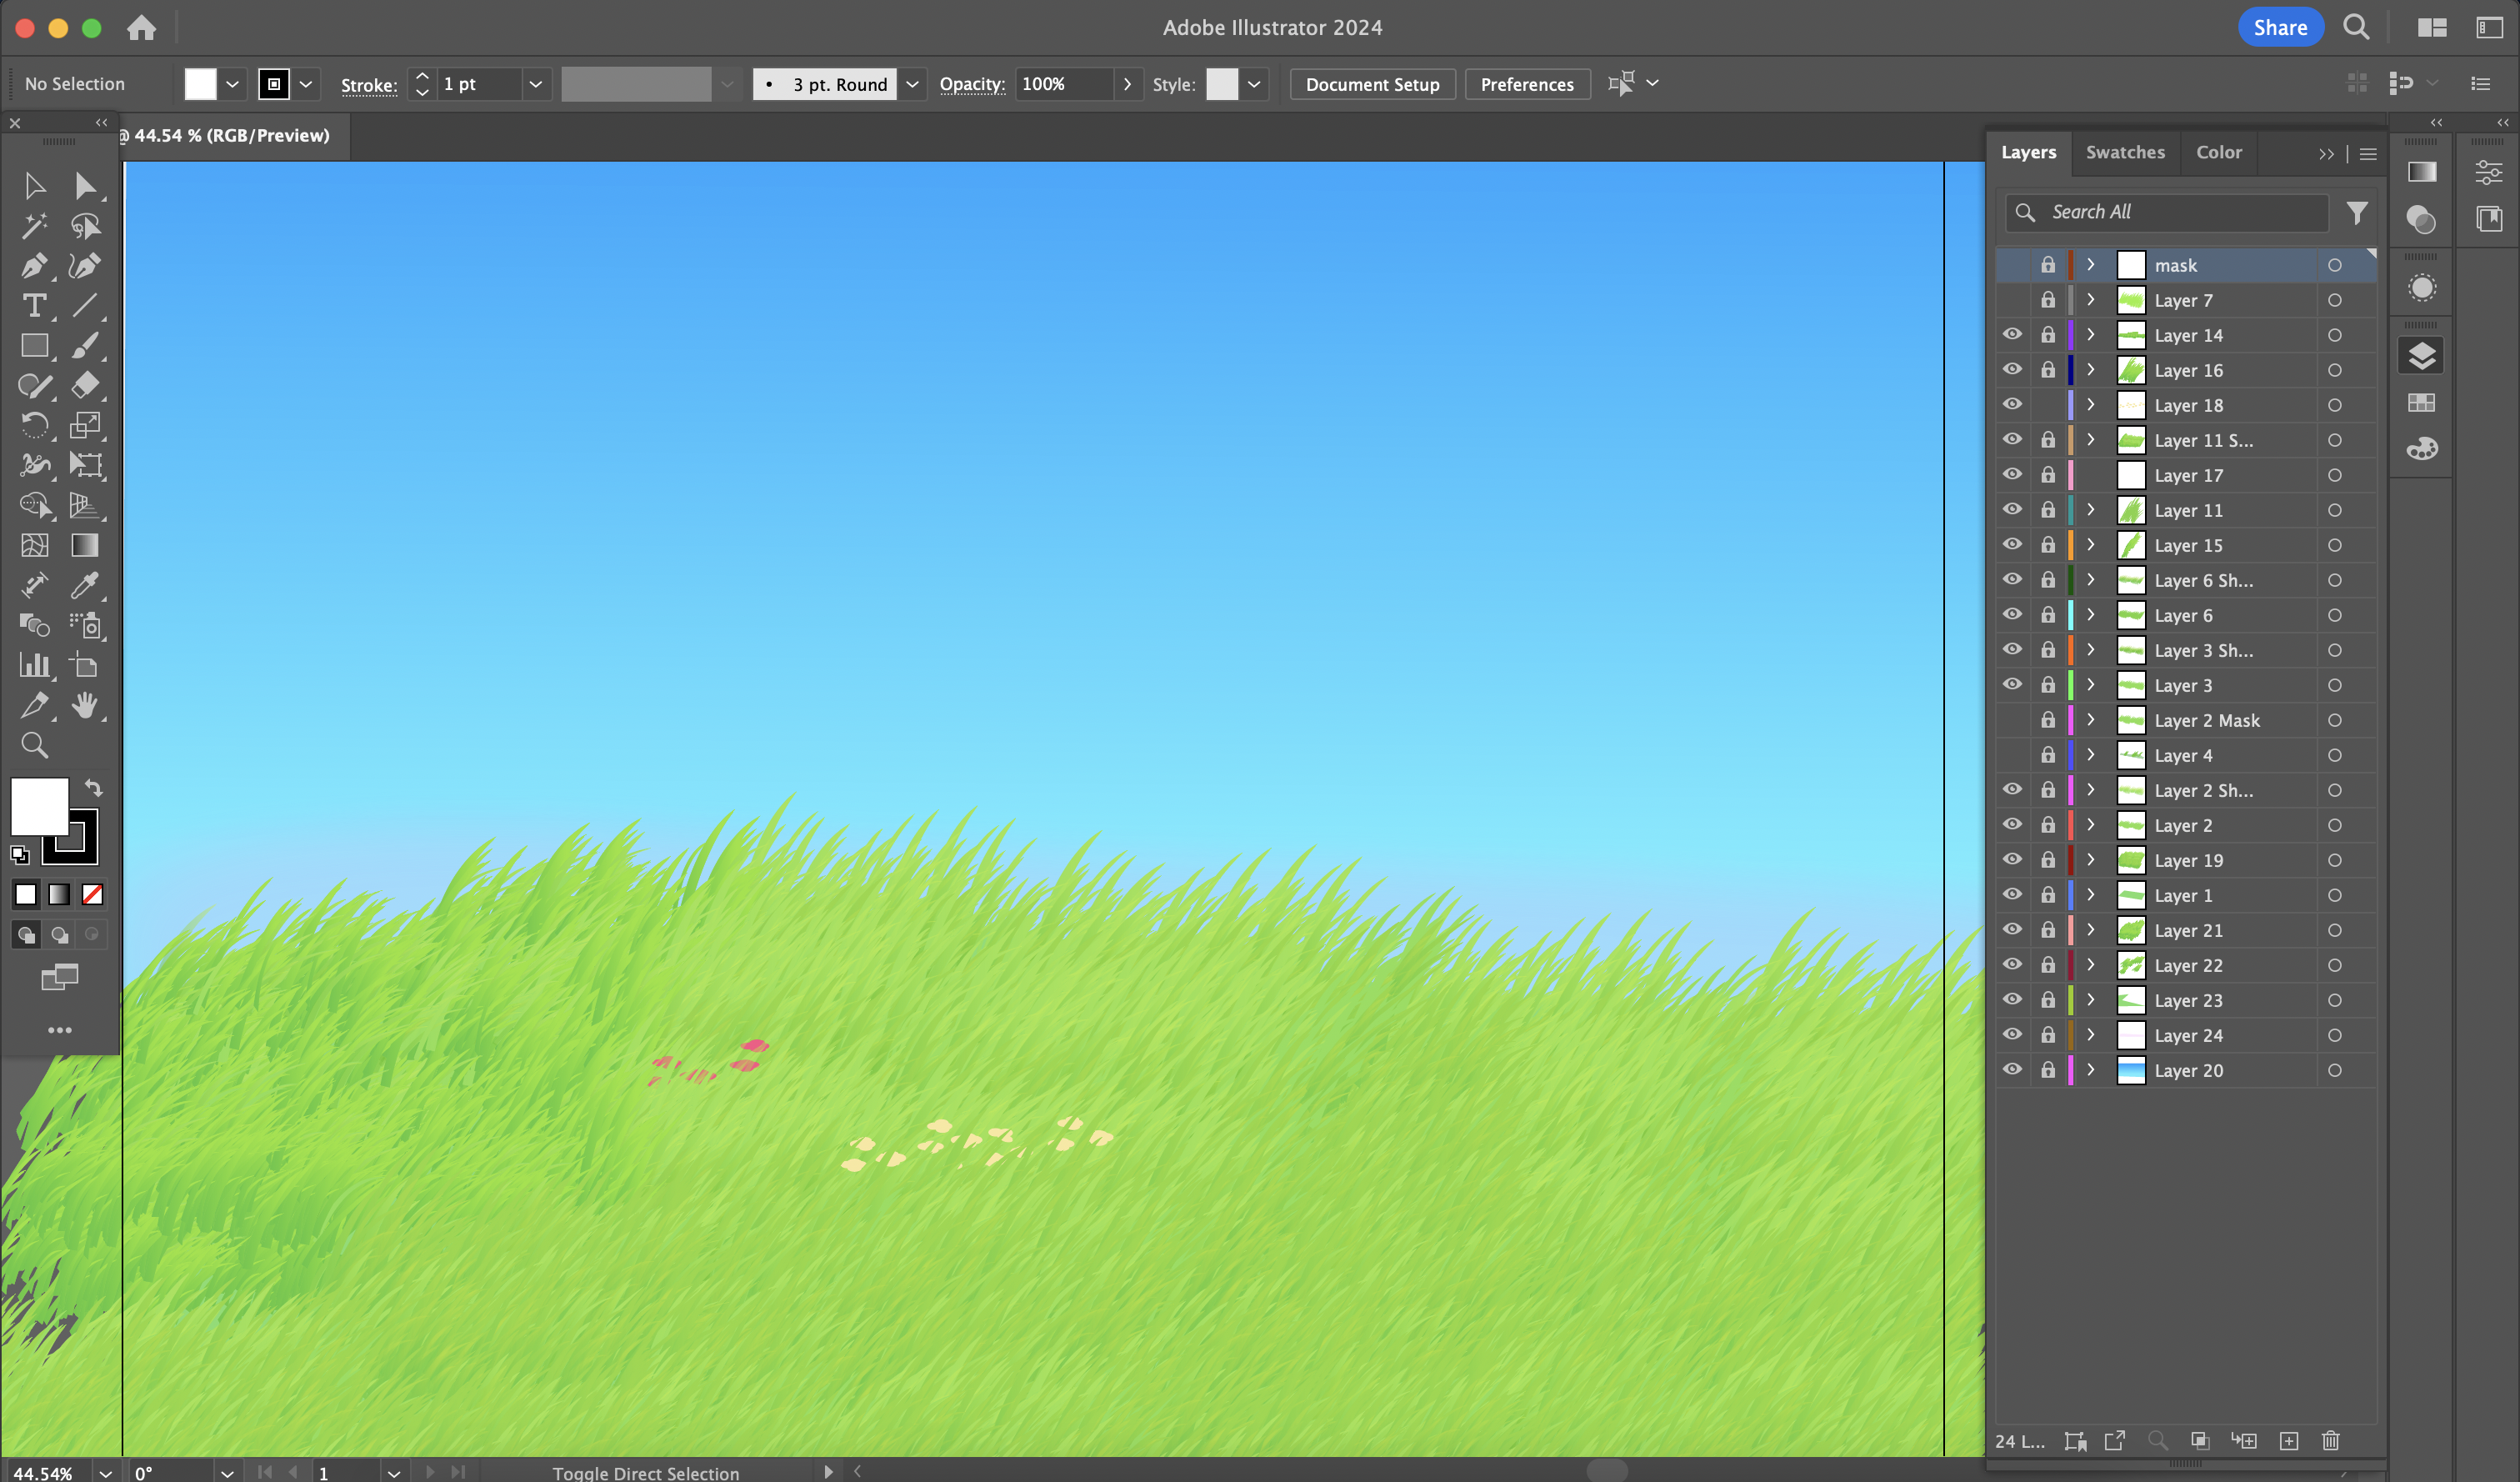 Adobe Illustrator 2024
Share
No Selection
Stroke:
1 pt
3 pt. Round
Opacity:
100%
Style:
Document Setup
Preferences
@ 44.54 % (RGB/Preview)
Layers
Swatches
Color
Search All
mask
Layer 7
Layer 14
Layer 16
Layer 18
Layer 11 S...
Layer 17
Layer 11
Layer 15
Layer 6 Sh...
Layer 6
Layer 3 Sh...
Layer 3
Layer 2 Mask
Layer 4
Layer 2 Sh...
Layer 2
Layer 19
Layer 1
Layer 21
Layer 22
Layer 23
Layer 24
Layer 20
24 L...
44.54%
0°
1
Toggle Direct Selection